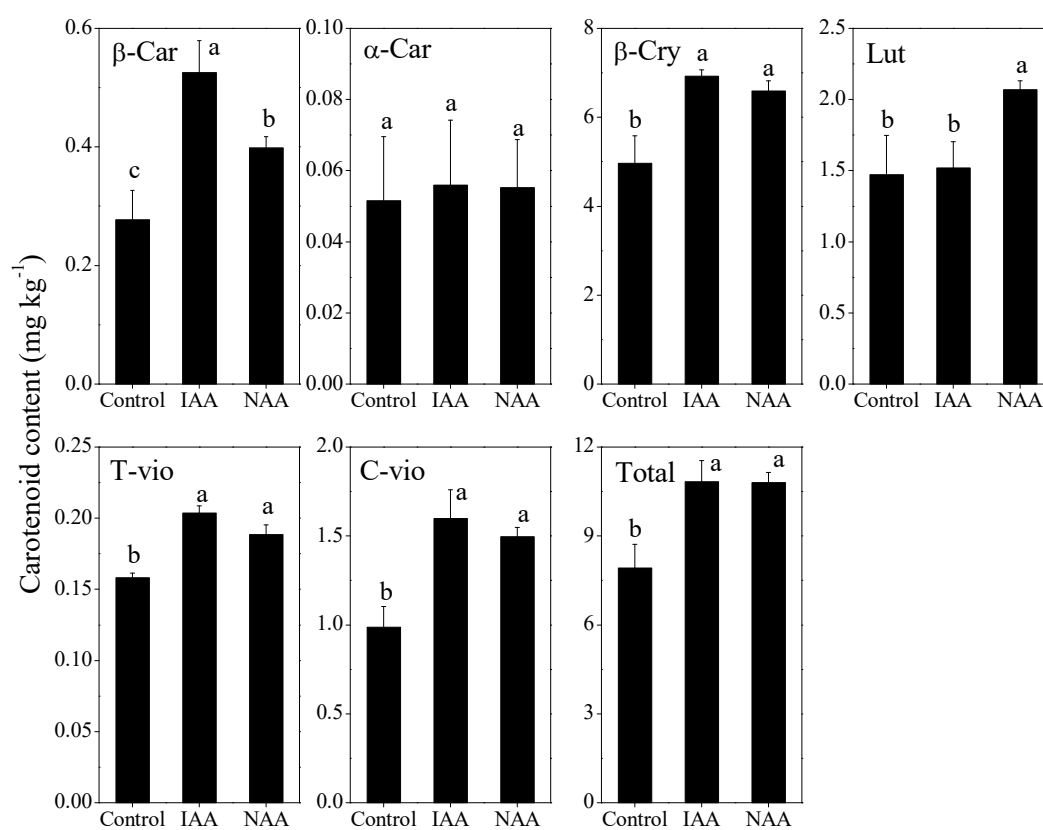 Carotenoid content (mg kg⁻¹)
β-Car
0.6
0.4
0.2
0.0
c
a
b
Control IAA NAA
α-Car
0.10
0.08
0.06
0.04
0.02
0.00
a
a
a
Control IAA NAA
β-Cry
8
6
4
2
0
b
a
a
Control IAA NAA
Lut
2.5
2.0
1.5
1.0
0.5
0.0
b
b
a
Control IAA NAA
T-vio
0.25
0.20
0.15
0.10
0.05
0.00
b
a
a
Control IAA NAA
C-vio
2.0
1.5
1.0
0.5
0.0
b
a
a
Control IAA NAA
Total
12
9
6
3
0
b
a
a
Control IAA NAA